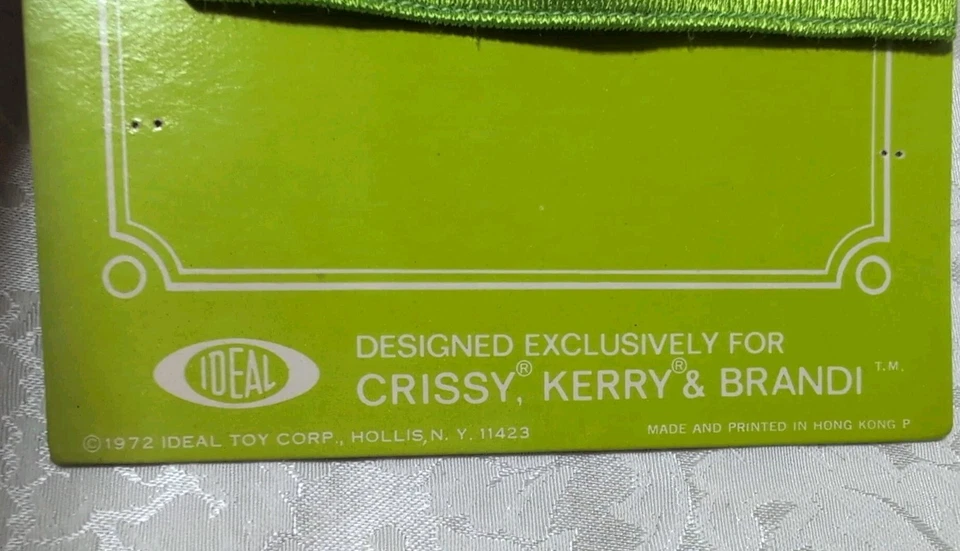 IDEAL
DESIGNED EXCLUSIVELY FOR
CRISSY,® KERRY® & BRANDI T.M.
©1972 IDEAL TOY CORP., HOLLIS, N. Y. 11423
MADE AND PRINTED IN HONG KONG P